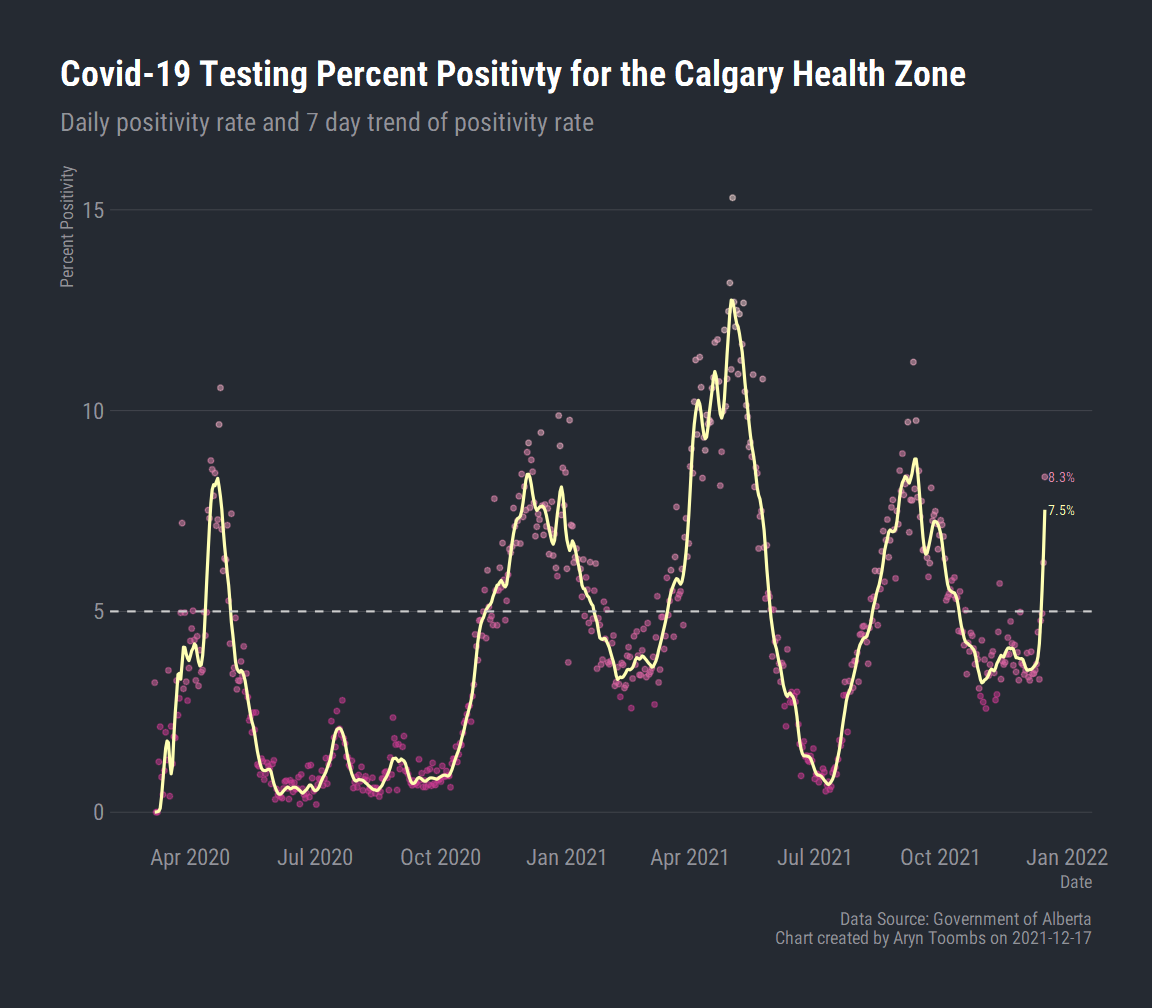 Covid-19 Testing Percent Positivty for the Calgary Health Zone
Daily positivity rate and 7 day trend of positivity rate
Percent Positivity
15
10
8.3%
7.5%
5
0
Apr 2020 Jul 2020 Oct 2020 Jan 2021 Apr 2021 Jul 2021 Oct 2021 Jan 2022
Date
Data Source: Government of Alberta
Chart created by Aryn Toombs on 2021-12-17